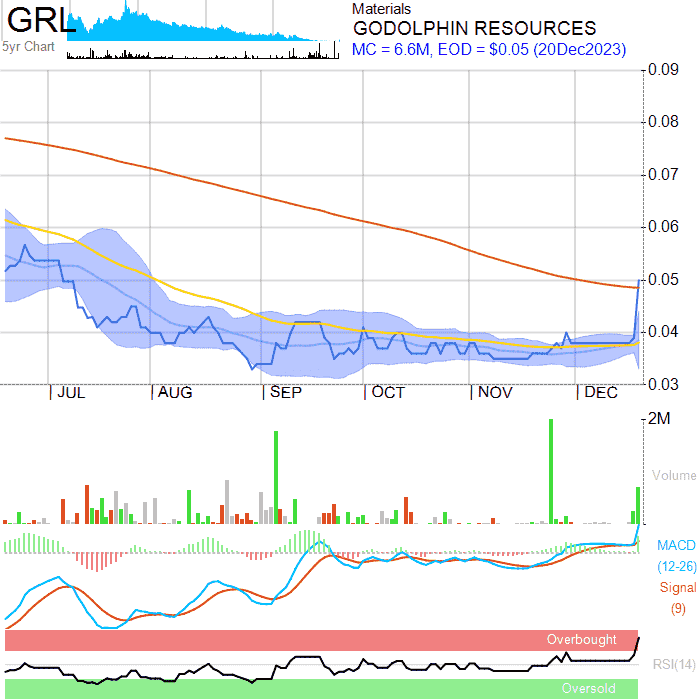 GRL
5yr Chart
Materials
GODOLPHIN RESOURCES
MC = 6.6M, EOD = $0.05 (20Dec2023)
0.09
0.08
0.07
0.06
0.05
0.04
0.03
JUL
AUG
SEP
OCT
NOV
DEC
2M
Volume
MACD
(12-26)
Signal
(9)
Overbought
RSI(14)
Oversold